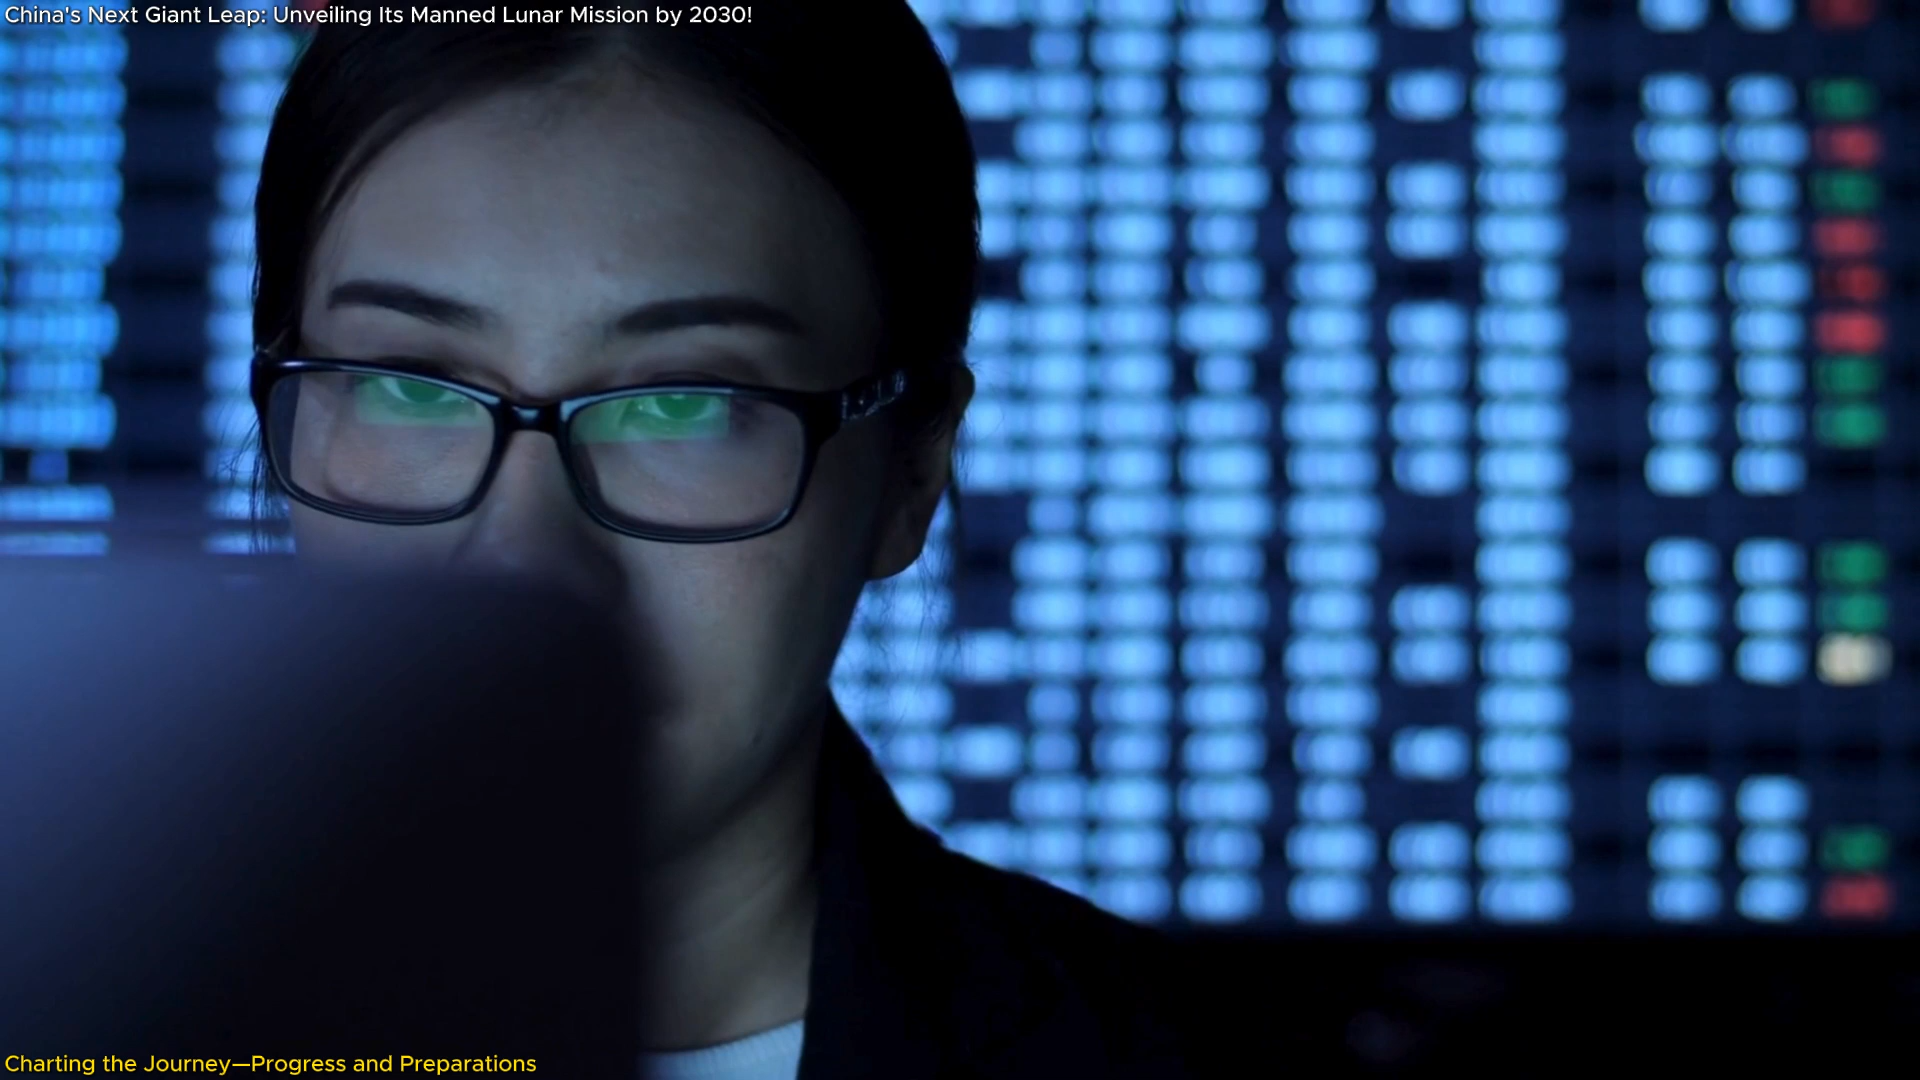 China's Next Giant Leap: Unveiling Its Manned Lunar Mission by 2030!
Charting the Journey—Progress and Preparations